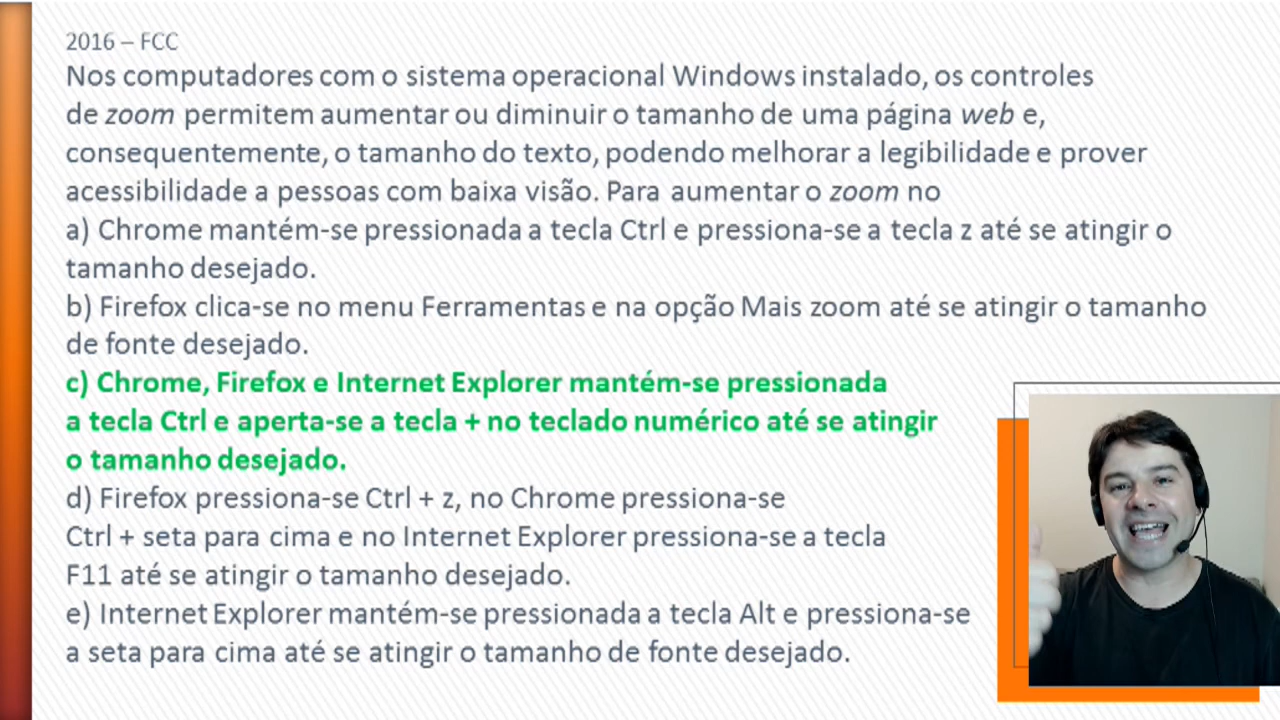 2016 – FCC
Nos computadores com o sistema operacional Windows instalado, os controles
de zoom permitem aumentar ou diminuir o tamanho de uma página web e,
consequentemente, o tamanho do texto, podendo melhorar a legibilidade e prover
acessibilidade a pessoas com baixa visão. Para aumentar o zoom no
a) Chrome mantém-se pressionada a tecla Ctrl e pressiona-se a tecla z até se atingir o
tamanho desejado.
b) Firefox clica-se no menu Ferramentas e na opção Mais zoom até se atingir o tamanho
de fonte desejado.
c) Chrome, Firefox e Internet Explorer mantém-se pressionada
a tecla Ctrl e aperta-se a tecla + no teclado numérico até se atingir
o tamanho desejado.
d) Firefox pressiona-se Ctrl + z, no Chrome pressiona-se
Ctrl + seta para cima e no Internet Explorer pressiona-se a tecla
F11 até se atingir o tamanho desejado.
e) Internet Explorer mantém-se pressionada a tecla Alt e pressiona-se
a seta para cima até se atingir o tamanho de fonte desejado.